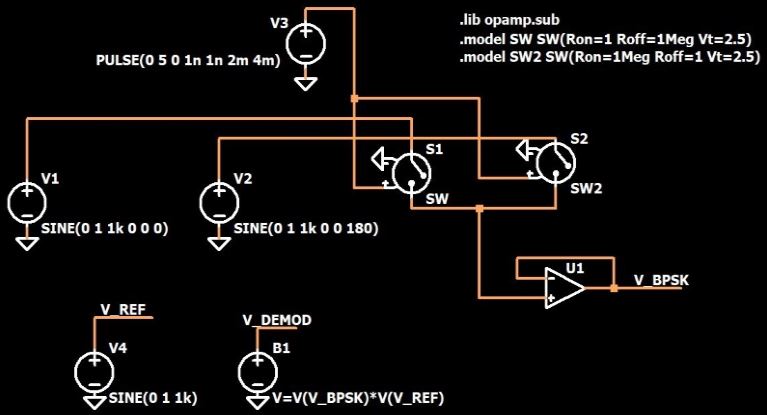 V3
.lib opamp.sub
.model SW SW(Ron=1 Roff=1Meg Vt=2.5)
.model SW2 SW(Ron=1Meg Roff=1 Vt=2.5)
PULSE(0 5 0 1n 1n 2m 4m)
S1
S2
V1
V2
SW
SW2
SINE(0 1 1k 0 0 0)
SINE(0 1 1k 0 0 180)
U1
V_BPSK
V_REF
V_DEMOD
V4
B1
SINE(0 1 1k)
V=V(V_BPSK)*V(V_REF)